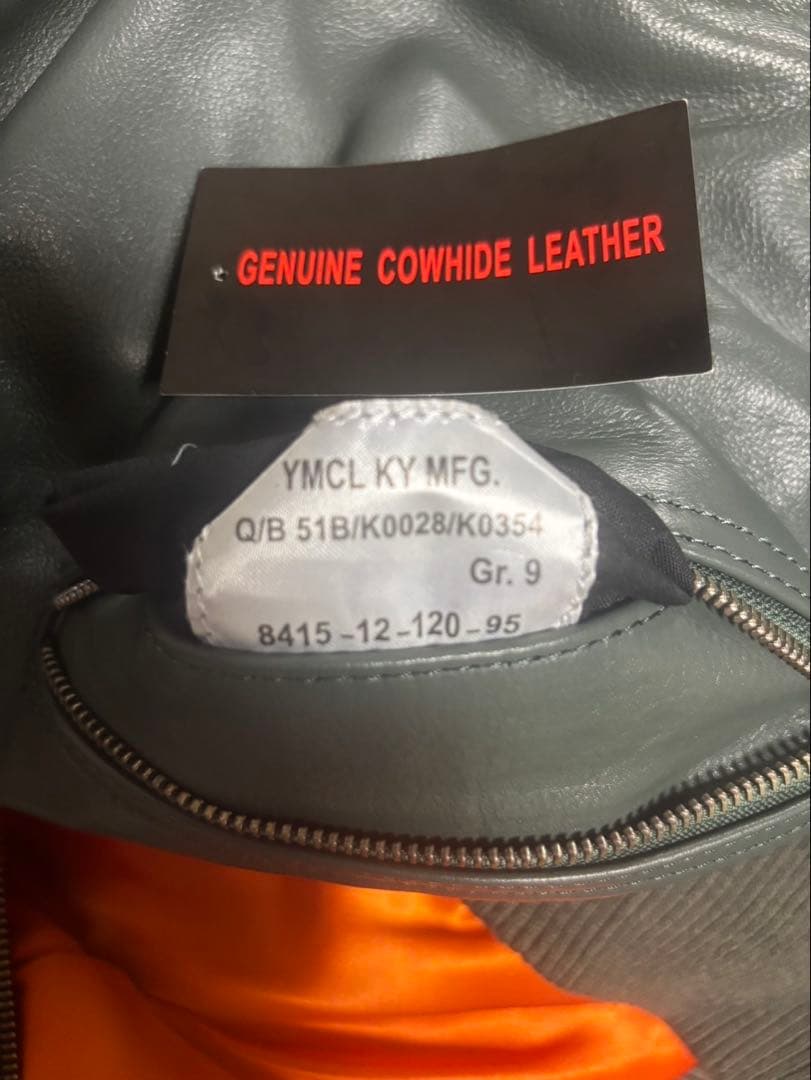 GENUINE COWHIDE LEATHER
YMCL KY MFG.
Q/B 51B/K0028/K0354
Gr. 9
8415-12-120-95